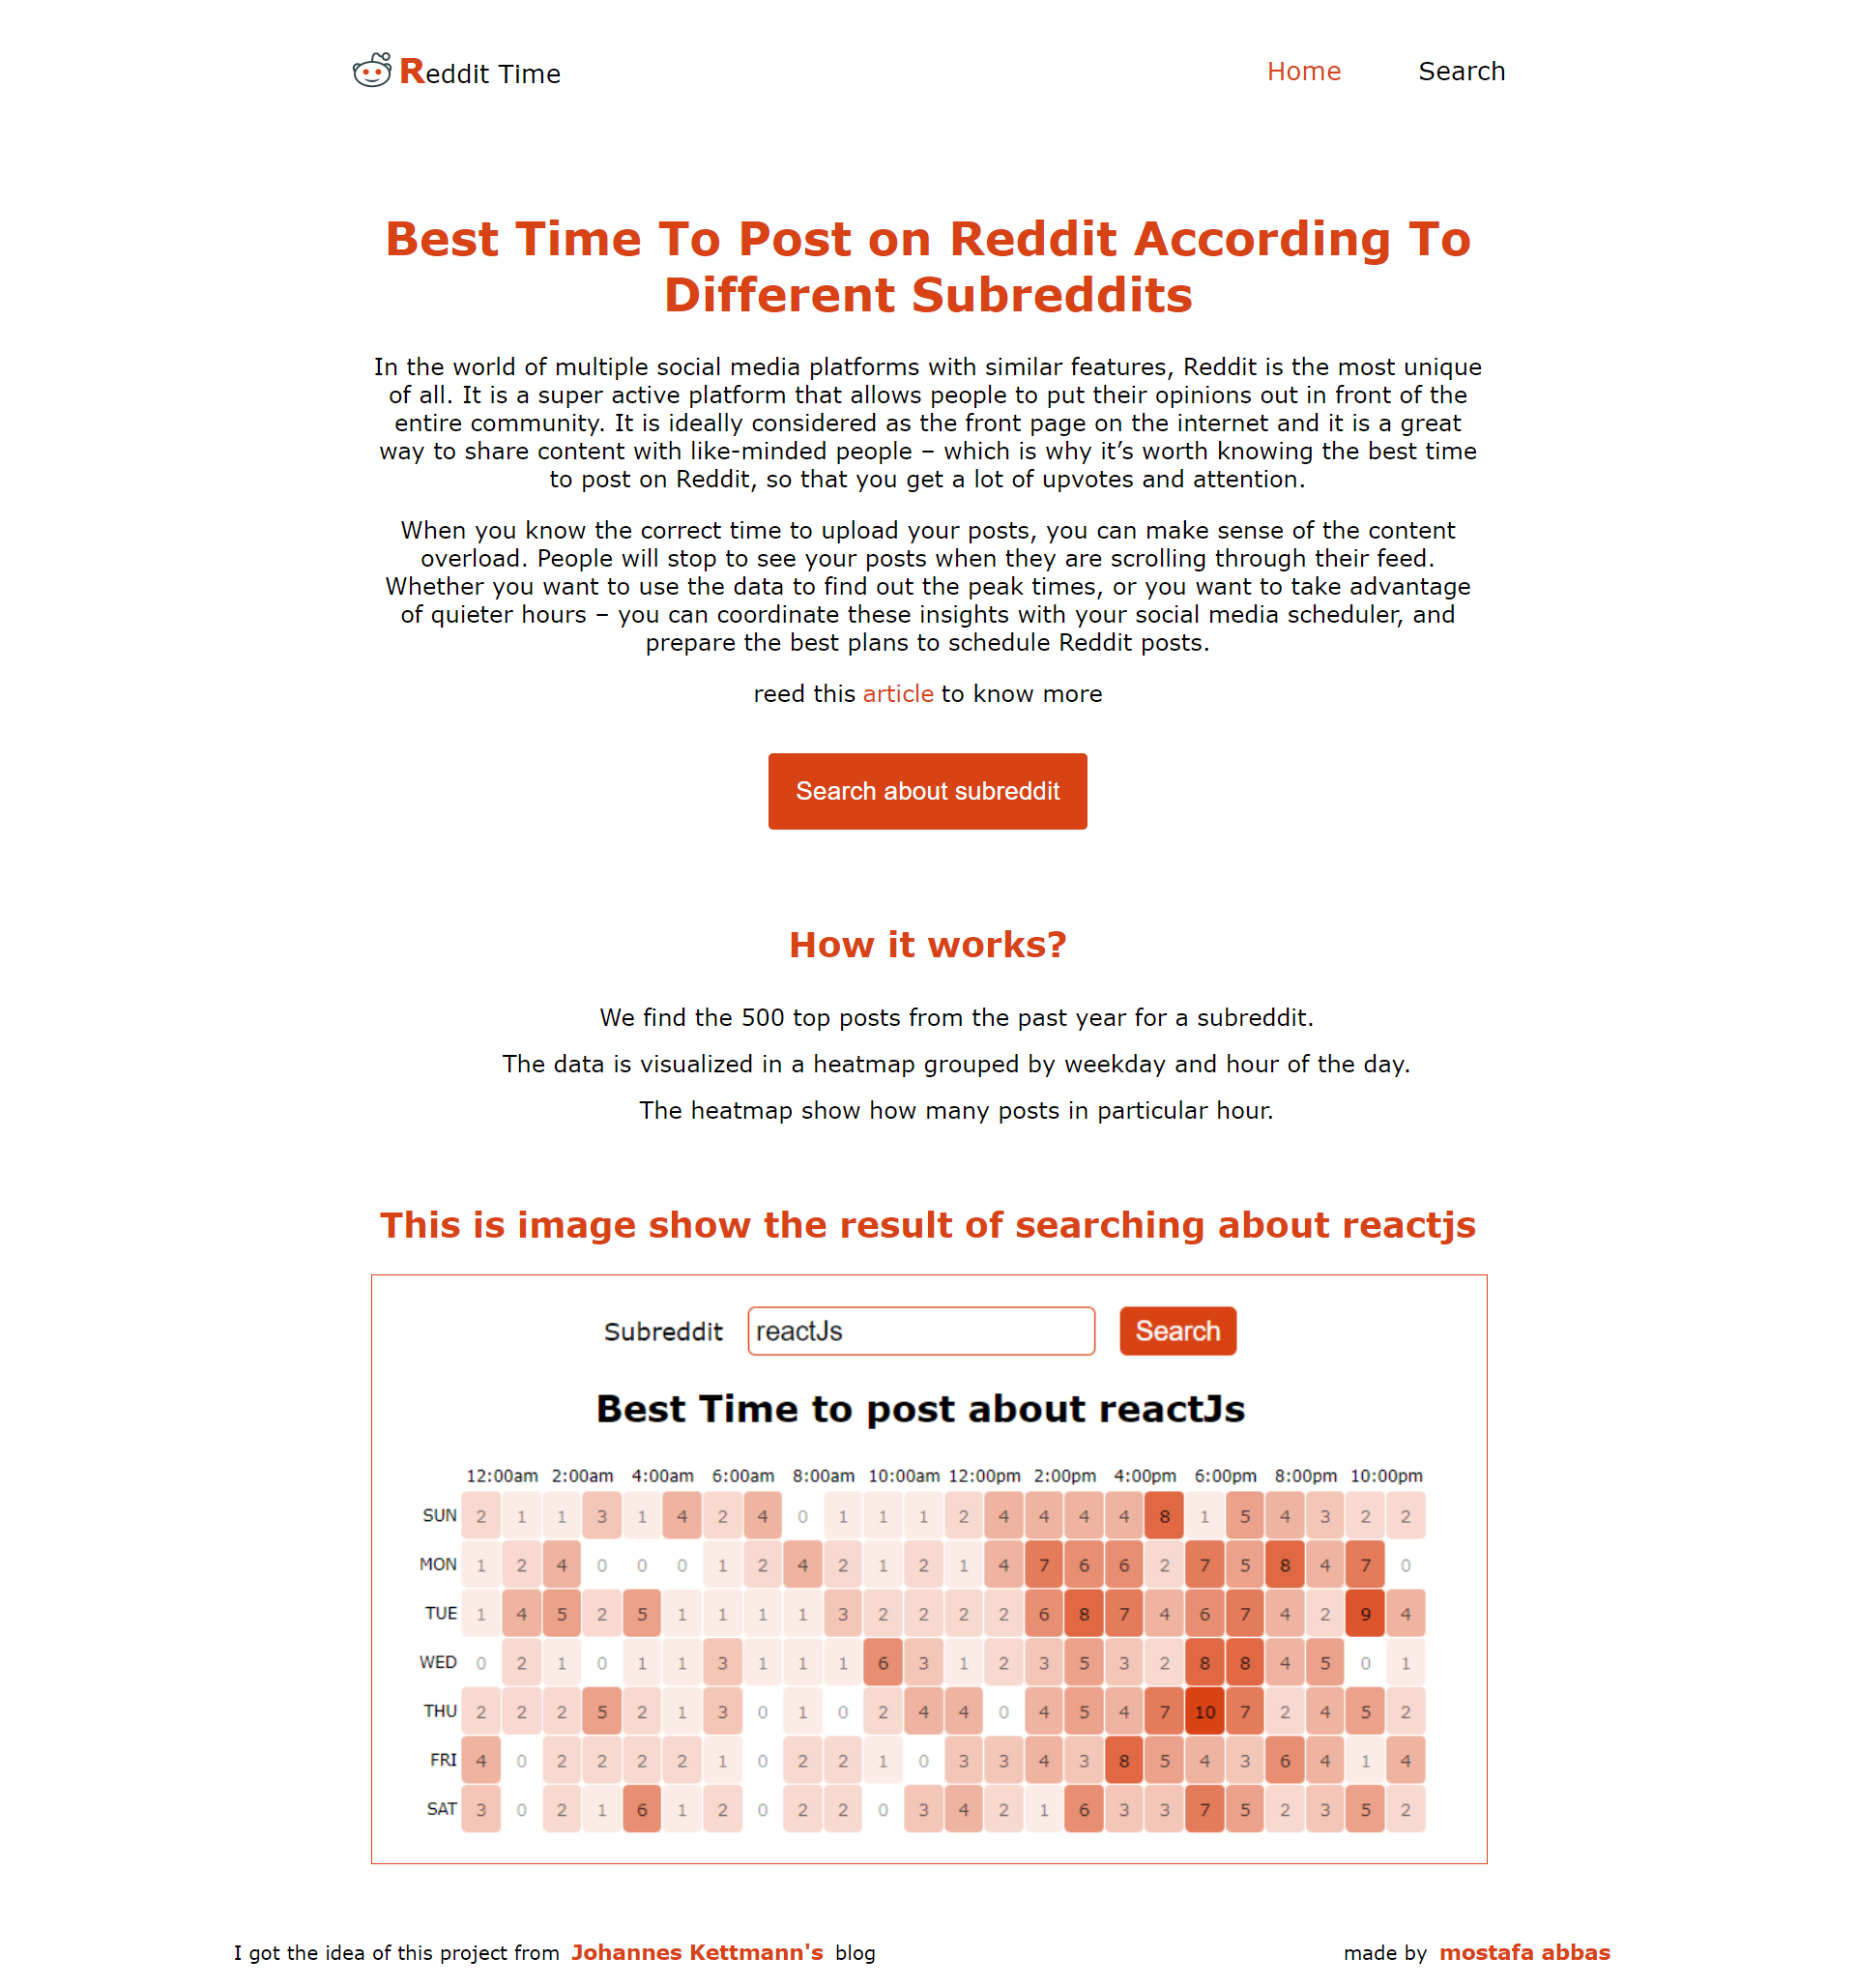 Reddit Time
Home Search
Best Time To Post on Reddit According To
Different Subreddits
In the world of multiple social media platforms with similar features, Reddit is the most unique
of all. It is a super active platform that allows people to put their opinions out in front of the
entire community. It is ideally considered as the front page on the internet and it is a great
way to share content with like-minded people – which is why it’s worth knowing the best time
to post on Reddit, so that you get a lot of upvotes and attention.
When you know the correct time to upload your posts, you can make sense of the content
overload. People will stop to see your posts when they are scrolling through their feed.
Whether you want to use the data to find out the peak times, or you want to take advantage
of quieter hours – you can coordinate these insights with your social media scheduler, and
prepare the best plans to schedule Reddit posts.
reed this article to know more
Search about subreddit
How it works?
We find the 500 top posts from the past year for a subreddit.
The data is visualized in a heatmap grouped by weekday and hour of the day.
The heatmap show how many posts in particular hour.
This is image show the result of searching about reactjs
Subreddit reactJs Search
Best Time to post about reactJs
12:00am 2:00am 4:00am 6:00am 8:00am 10:00am 12:00pm 2:00pm 4:00pm 6:00pm 8:00pm 10:00pm
SUN 2 1 1 3 1 4 2 4 0 1 1 1 2 4 4 4 4 8 1 5 4 3 2 2
MON 1 2 4 0 0 0 1 2 4 2 1 2 1 4 7 6 6 2 7 5 8 4 7 0
TUE 1 4 5 2 5 1 1 1 1 3 2 2 2 2 6 8 7 4 6 7 4 2 9 4
WED 0 2 1 0 1 1 3 1 1 1 6 3 1 2 3 5 3 2 8 8 4 5 0 1
THU 2 2 2 5 2 1 3 0 1 0 2 4 4 0 4 5 4 7 10 7 2 4 5 2
FRI 4 0 2 2 2 2 1 0 2 2 1 0 3 3 4 3 8 5 4 3 6 4 1 4
SAT 3 0 2 1 6 1 2 0 2 2 0 3 4 2 1 6 3 3 7 5 2 3 5 2
I got the idea of this project from Johannes Kettmann's blog
made by mostafa abbas